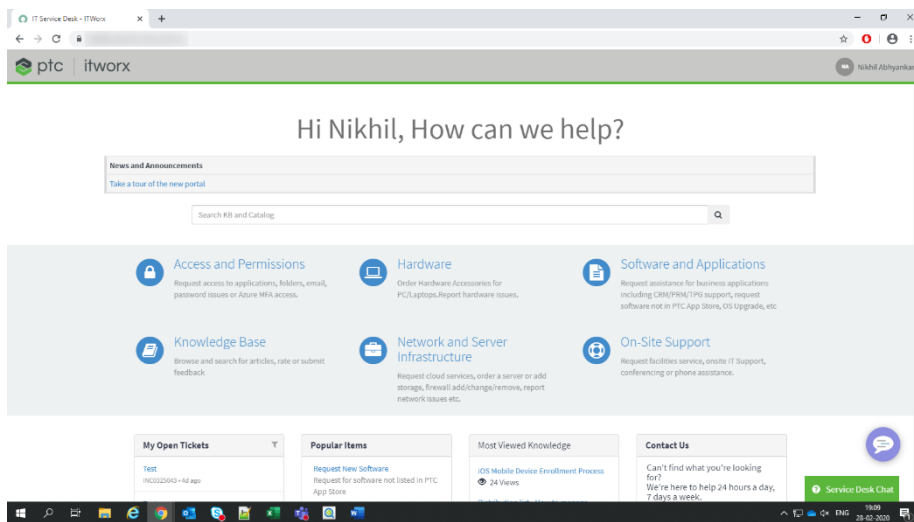 IT Service Desk - ITWorx
ptc itworx
NA Nikhil Abhyankar
Hi Nikhil, How can we help?
News and Announcements
Take a tour of the new portal
Search KB and Catalog
Access and Permissions
Request access to applications, folders, email,
password issues or Azure MFA access.
Hardware
Order Hardware Accessories for
PC/Laptops.Report hardware issues.
Software and Applications
Request assistance for business applications
including CRM/PRM/TPG support, request
software not in PTC App Store, OS Upgrade, etc
Knowledge Base
Browse and search for articles, rate or submit
feedback
Network and Server
Infrastructure
Request cloud services, order a server or add
storage, firewall add/change/remove, report
network issues etc.
On-Site Support
Request facilities service, onsite IT Support,
conferencing or phone assistance.
My Open Tickets
Test
INC0325043 • 4d ago
Popular Items
Request New Software
Request for software not listed in PTC
App Store
Most Viewed Knowledge
iOS Mobile Device Enrollment Process
24 Views
Contact Us
Can't find what you're looking
for?
We're here to help 24 hours a day,
7 days a week.
Service Desk Chat
ENG
19:09
28-02-2020